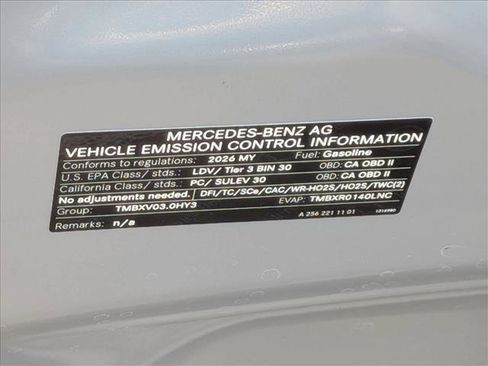 MERCEDES-BENZ AG
VEHICLE EMISSION CONTROL INFORMATION
Conforms to regulations: 2026 MY Fuel: Gasoline
U.S. EPA Class/ stds.: LDV/ Tier 3 BIN 30 OBD: CA OBD II
California Class/ stds.: PC/ SULEV 30 OBD: CA OBD II
No adjustments needed. DFI/TC/SCe/CAC/WR-HO2S/HO2S/TWC(2)
Group: TMBXV03.0HY3 EVAP: TMBXR0140LNC
Remarks: n/a A 256 221 11 01